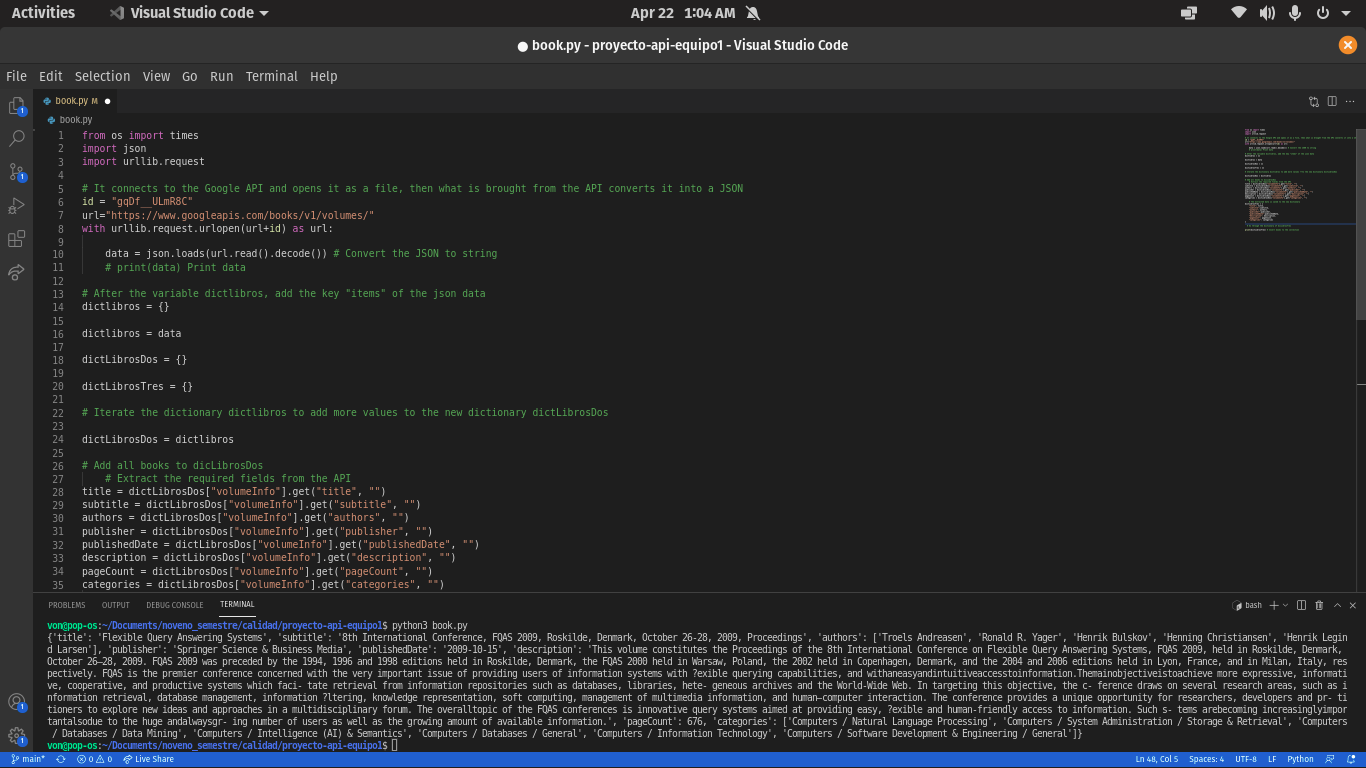 Activities Visual Studio Code Apr 22 1:04 AM
book.py - proyecto-api-equipo1 - Visual Studio Code
File Edit Selection View Go Run Terminal Help
book.py M
book.py
1 from os import times
2 import json
3 import urllib.request
4
5 # It connects to the Google API and opens it as a file, then what is brought from the API converts it into a JSON
6 id = "gqDf__ULmR8C"
7 url="https://www.googleapis.com/books/v1/volumes/"
8 with urllib.request.urlopen(url+id) as url:
9
10 data = json.loads(url.read().decode()) # Convert the JSON to string
11 # print(data) Print data
12
13 # After the variable dictlibros, add the key "items" of the json data
14 dictlibros = {}
15
16 dictlibros = data
17
18 dictLibrosDos = {}
19
20 dictLibrosTres = {}
21
22 # Iterate the dictionary dictlibros to add more values to the new dictionary dictLibrosDos
23
24 dictLibrosDos = dictlibros
25
26 # Add all books to dicLibrosDos
27 # Extract the required fields from the API
28 title = dictLibrosDos["volumeInfo"].get("title", "")
29 subtitle = dictLibrosDos["volumeInfo"].get("subtitle", "")
30 authors = dictLibrosDos["volumeInfo"].get("authors", "")
31 publisher = dictLibrosDos["volumeInfo"].get("publisher", "")
32 publishedDate = dictLibrosDos["volumeInfo"].get("publishedDate", "")
33 description = dictLibrosDos["volumeInfo"].get("description", "")
34 pageCount = dictLibrosDos["volumeInfo"].get("pageCount", "")
35 categories = dictLibrosDos["volumeInfo"].get("categories", "")
PROBLEMS OUTPUT DEBUG CONSOLE TERMINAL bash
von@pop-os:~/Documents/noveno_semestre/calidad/proyecto-api-equipo1$ python3 book.py
{'title': 'Flexible Query Answering Systems', 'subtitle': '8th International Conference, FQAS 2009, Roskilde, Denmark, October 26-28, 2009, Proceedings', 'authors': ['Troels Andreasen', 'Ronald R. Yager', 'Henrik Bulskov', 'Henning Christiansen', 'Henrik Legin
d Larsen'], 'publisher': 'Springer Science & Business Media', 'publishedDate': '2009-10-15', 'description': 'This volume constitutes the Proceedings of the 8th International Conference on Flexible Query Answering Systems, FQAS 2009, held in Roskilde, Denmark,
October 26–28, 2009. FQAS 2009 was preceded by the 1994, 1996 and 1998 editions held in Roskilde, Denmark, the FQAS 2000 held in Warsaw, Poland, the 2002 held in Copenhagen, Denmark, and the 2004 and 2006 editions held in Lyon, France, and in Milan, Italy, res
pectively. FQAS is the premier conference concerned with the very important issue of providing users of information systems with ?exible querying capabilities, and withaneasyandintuitiveaccesstoinformation.Themainobjectiveistoachieve more expressive, informati
ve, cooperative, and productive systems which faci- tate retrieval from information repositories such as databases, libraries, hete- geneous archives and the World-Wide Web. In targeting this objective, the c- ference draws on several research areas, such as i
nformation retrieval, database management, information ?ltering, knowledge representation, soft computing, management of multimedia information, and human–computer interaction. The conference provides a unique opportunity for researchers, developers and pr- ti
tioners to explore new ideas and approaches in a multidisciplinary forum. The overalltopic of the FQAS conferences is innovative query systems aimed at providing easy, ?exible and human-friendly access to information. Such s- tems arebecoming increasinglyimpor
tantalsodue to the huge andalwaysgr- ing number of users as well as the growing amount of available information.', 'pageCount': 676, 'categories': ['Computers / Natural Language Processing', 'Computers / System Administration / Storage & Retrieval', 'Computers
/ Databases / Data Mining', 'Computers / Intelligence (AI) & Semantics', 'Computers / Databases / General', 'Computers / Information Technology', 'Computers / Software Development & Engineering / General']}
von@pop-os:~/Documents/noveno_semestre/calidad/proyecto-api-equipo1$
main* 0 0 Live Share Ln 48, Col 5 Spaces: 4 UTF-8 LF Python